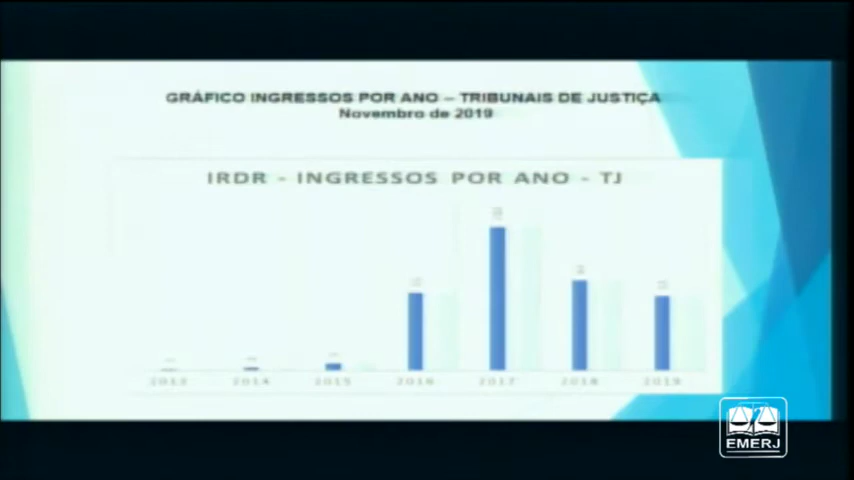 GRÁFICO INGRESSOS POR ANO – TRIBUNAIS DE JUSTIÇA
Novembro de 2019
IRDR - INGRESSOS POR ANO - TJ
2013 2014 2015 2016 2017 2018 2019
EMERJ